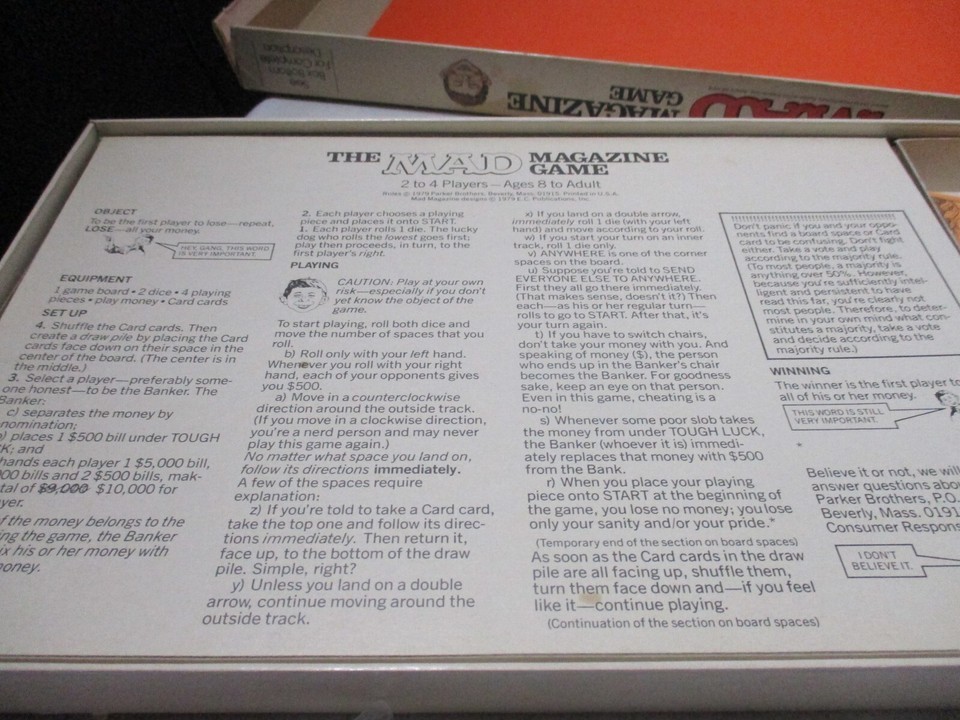 See
Box Bottom
For Complete
Description
MAD
MAGAZINE
GAME
THE MAD MAGAZINE
GAME
2 to 4 Players — Ages 8 to Adult
Rules © 1979 Parker Brothers, Beverly, Mass. 01915 Printed in U.S.A.
Mad Magazine designs © 1979 E.C. Publications, Inc.
OBJECT
To be the first player to lose—repeat,
LOSE—all your money.
HEY, GANG, THIS WORD
IS VERY IMPORTANT.
EQUIPMENT
1 game board • 2 dice • 4 playing
pieces • play money • Card cards
SET UP
4. Shuffle the Card cards. Then
create a draw pile by placing the Card
cards face down on their space in the
center of the board. (The center is in
the middle.)
3. Select a player—preferably some-
one honest—to be the Banker. The
Banker:
c) separates the money by
nomination;
) places 1 $500 bill under TOUGH
K; and
hands each player 1 $5,000 bill,
00 bills and 2 $500 bills, mak-
tal of $9,000 $10,000 for
yer.
f the money belongs to the
ing the game, the Banker
ix his or her money with
oney.
2. Each player chooses a playing
piece and places it onto START.
1. Each player rolls 1 die. The lucky
dog who rolls the lowest goes first;
play then proceeds, in turn, to the
first player's right.
PLAYING
CAUTION: Play at your own
risk—especially if you don't
yet know the object of the
game.
To start playing, roll both dice and
move the number of spaces that you
roll.
b) Roll only with your left hand.
Whenever you roll with your right
hand, each of your opponents gives
you $500.
a) Move in a counterclockwise
direction around the outside track.
(If you move in a clockwise direction,
you're a nerd person and may never
play this game again.)
No matter what space you land on,
follow its directions immediately.
A few of the spaces require
explanation:
z) If you're told to take a Card card,
take the top one and follow its direc-
tions immediately. Then return it,
face up, to the bottom of the draw
pile. Simple, right?
y) Unless you land on a double
arrow, continue moving around the
outside track.
x) If you land on a double arrow,
immediately roll 1 die (with your left
hand) and move according to your roll.
w) If you start your turn on an inner
track, roll 1 die only.
v) ANYWHERE is one of the corner
spaces on the board.
u) Suppose you're told to SEND
EVERYONE ELSE TO ANYWHERE.
First they all go there immediately.
(That makes sense, doesn't it?) Then
each—as his or her regular turn—
rolls to go to START. After that, it's
your turn again.
t) If you have to switch chairs,
don't take your money with you. And
speaking of money ($), the person
who ends up in the Banker's chair
becomes the Banker. For goodness
sake, keep an eye on that person.
Even in this game, cheating is a
no-no!
s) Whenever some poor slob takes
the money from under TOUGH LUCK,
the Banker (whoever it is) immedi-
ately replaces that money with $500
from the Bank.
r) When you place your playing
piece onto START at the beginning of
the game, you lose no money; you lose
only your sanity and/or your pride.*
(Temporary end of the section on board spaces)
As soon as the Card cards in the draw
pile are all facing up, shuffle them,
turn them face down and—if you feel
like it—continue playing.
(Continuation of the section on board spaces)
Don't panic if you and your oppo-
nents find a board space or Card
card to be confusing. Don't fight
either. Take a vote and play
according to the majority rule.
(To most people, a majority is
anything over 50%. However,
because you're sufficiently intel-
ligent and persistent to have
read this far, you're clearly not
most people. Therefore, to deter-
mine in your own mind what con-
stitutes a majority, take a vote
and decide according to the
majority rule.)
WINNING
The winner is the first player to
all of his or her money.
THIS WORD IS STILL
VERY IMPORTANT.
*
Believe it or not, we will
answer questions abo
Parker Brothers, P.O.
Beverly, Mass. 0191
Consumer Respons
I DON'T
BELIEVE IT.